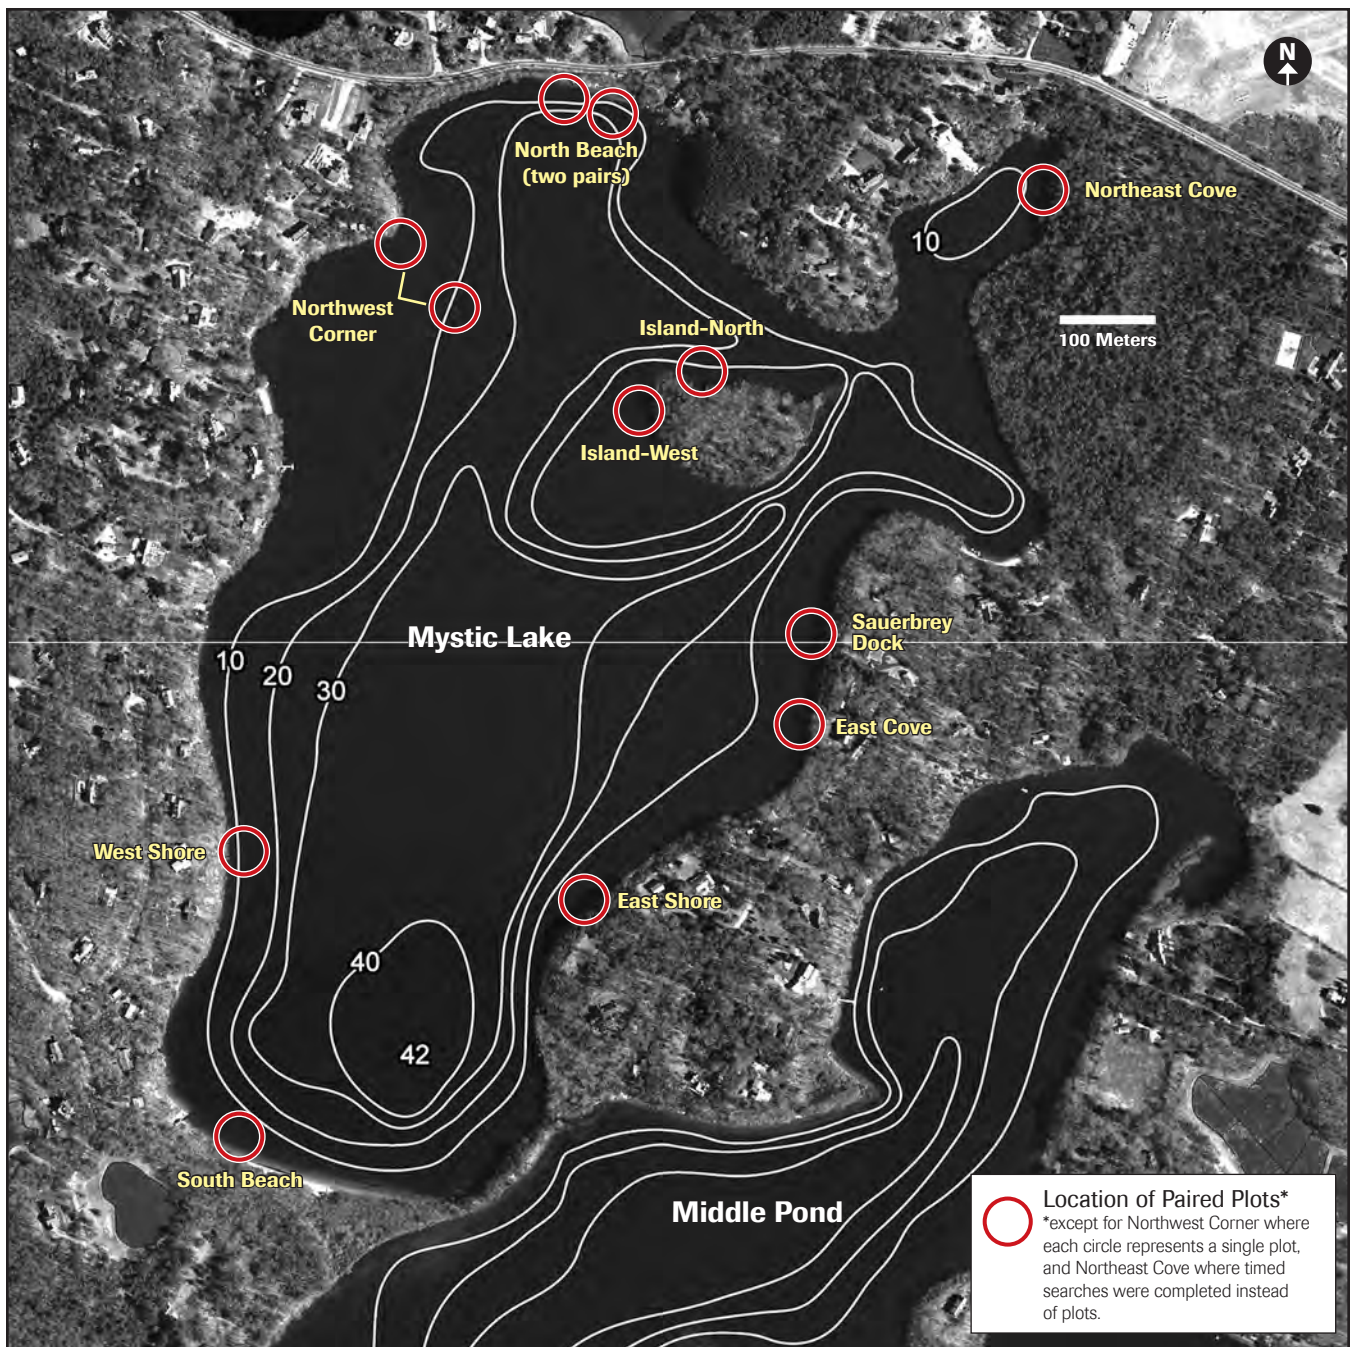 N
North Beach
(two pairs)
Northeast Cove
10
Northwest
Corner
Island-North
100 Meters
Island-West
Sauerbrey
Dock
Mystic Lake
10
20
30
East Cove
West Shore
East Shore
40
42
South Beach
Middle Pond
Location of Paired Plots*
*except for Northwest Corner where
each circle represents a single plot,
and Northeast Cove where timed
searches were completed instead
of plots.